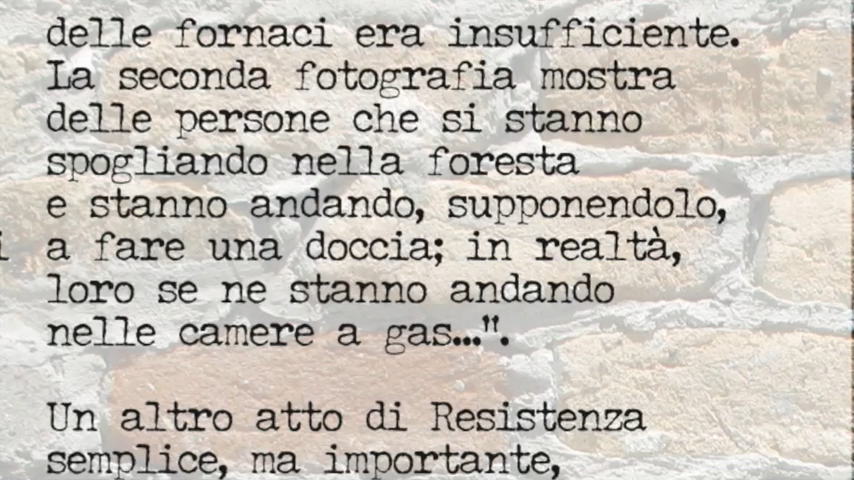 delle fornaci era insufficiente.
La seconda fotografia mostra
delle persone che si stanno
spogliando nella foresta
e stanno andando, supponendolo,
i a fare una doccia; in realtà,
loro se ne stanno andando
nelle camere a gas...".
Un altro atto di Resistenza
semplice, ma importante,